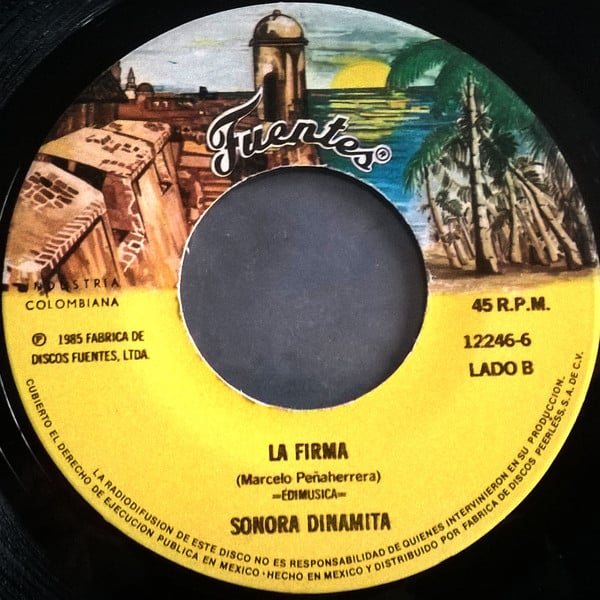 Fuentes®
INDUSTRIA
COLOMBIANA
45 R.P.M.
℗ 1985 FABRICA DE
DISCOS FUENTES, LTDA.
12246-6
LADO B
LA FIRMA
(Marcelo Peñaherrera)
=EDIMUSICA=
SONORA DINAMITA
LA RADIODIFUSION DE ESTE DISCO NO ES RESPONSABILIDAD DE QUIENES INTERVINIERON EN SU PRODUCCION.
CUBIERTO EL DERECHO DE EJECUCION PUBLICA EN MEXICO • HECHO EN MEXICO Y DISTRIBUIDO POR FABRICA DE DISCOS PEERLESS, S.A. DE C.V.